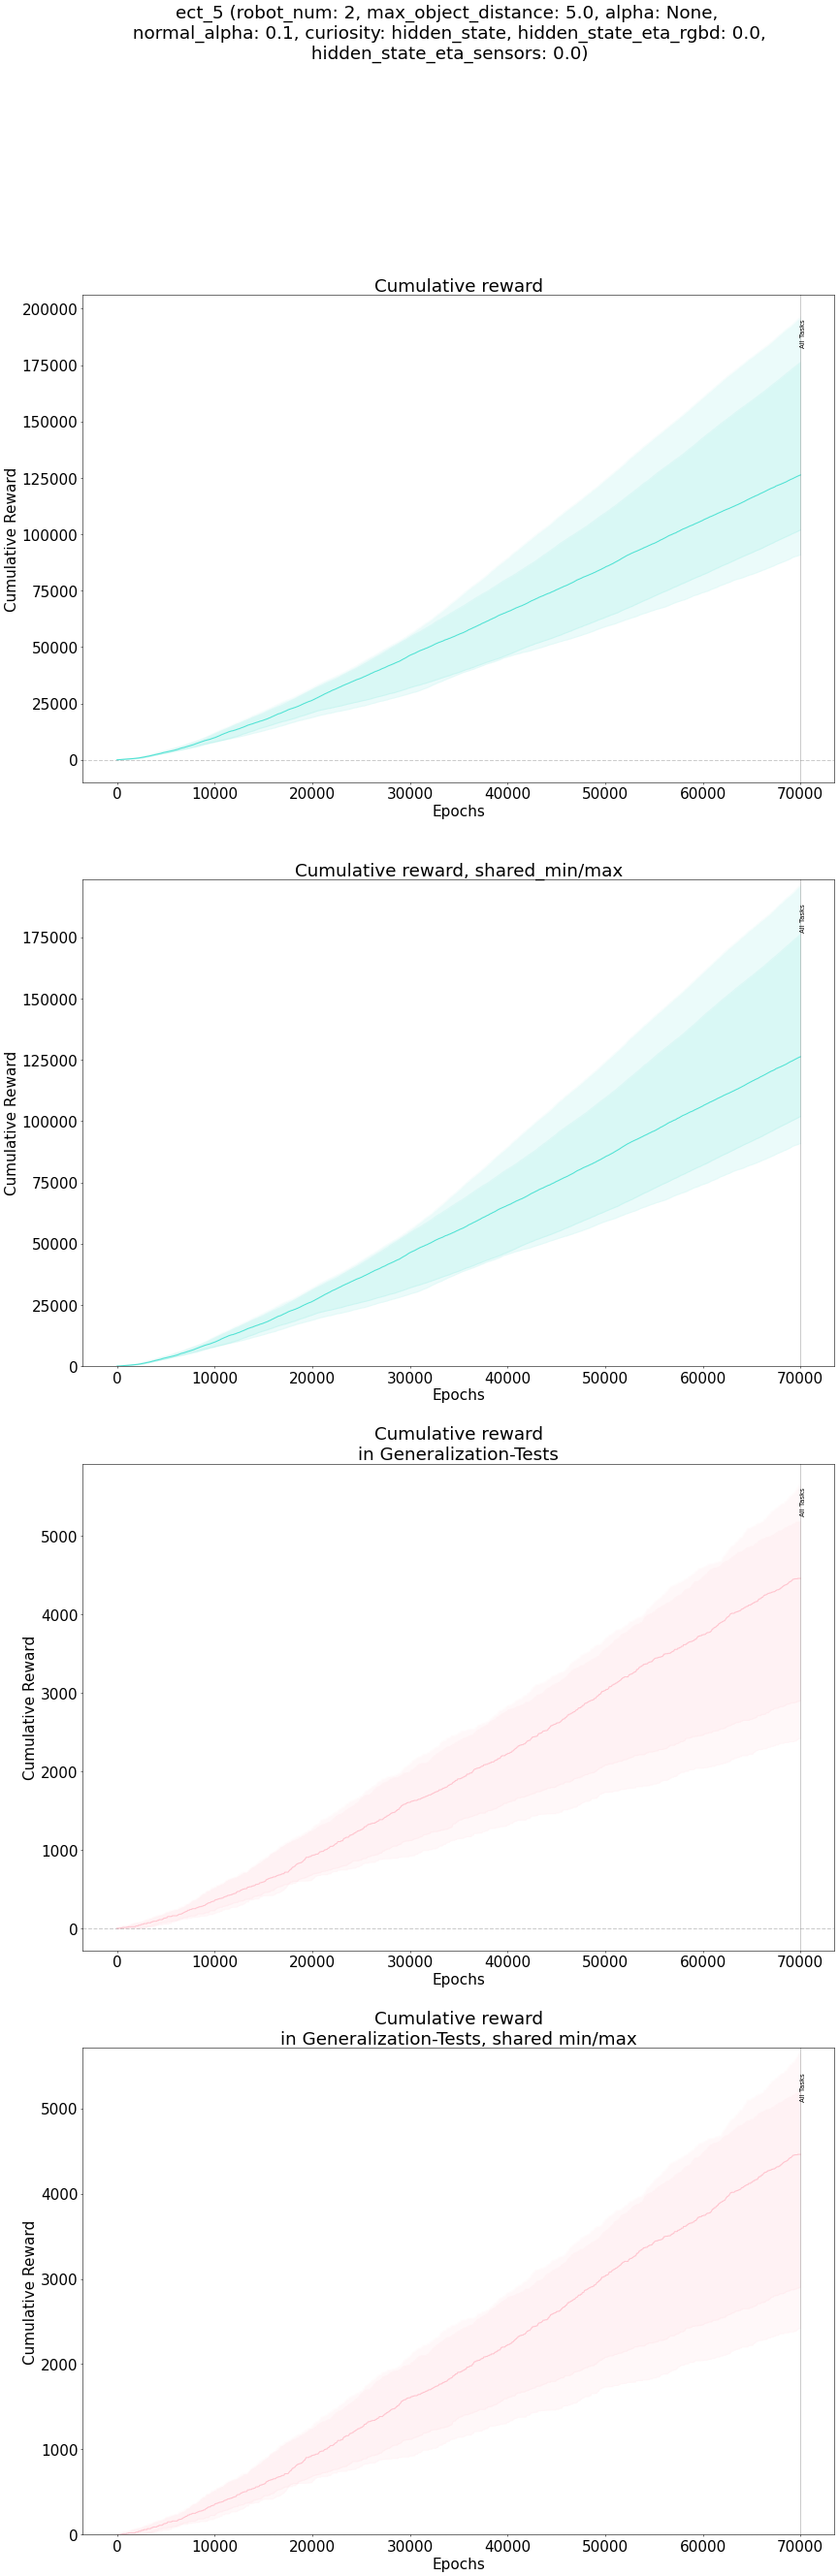 ect_5 (robot_num: 2, max_object_distance: 5.0, alpha: None,
normal_alpha: 0.1, curiosity: hidden_state, hidden_state_eta_rgbd: 0.0,
hidden_state_eta_sensors: 0.0)
Cumulative reward
200000
175000
150000
125000
100000
75000
50000
25000
0
Cumulative Reward
All Tasks
0 10000 20000 30000 40000 50000 60000 70000
Epochs
Cumulative reward, shared_min/max
175000
150000
125000
100000
75000
50000
25000
0
Cumulative Reward
All Tasks
0 10000 20000 30000 40000 50000 60000 70000
Epochs
Cumulative reward
in Generalization-Tests
5000
4000
3000
2000
1000
0
Cumulative Reward
All Tasks
0 10000 20000 30000 40000 50000 60000 70000
Epochs
Cumulative reward
in Generalization-Tests, shared min/max
5000
4000
3000
2000
1000
0
Cumulative Reward
All Tasks
0 10000 20000 30000 40000 50000 60000 70000
Epochs